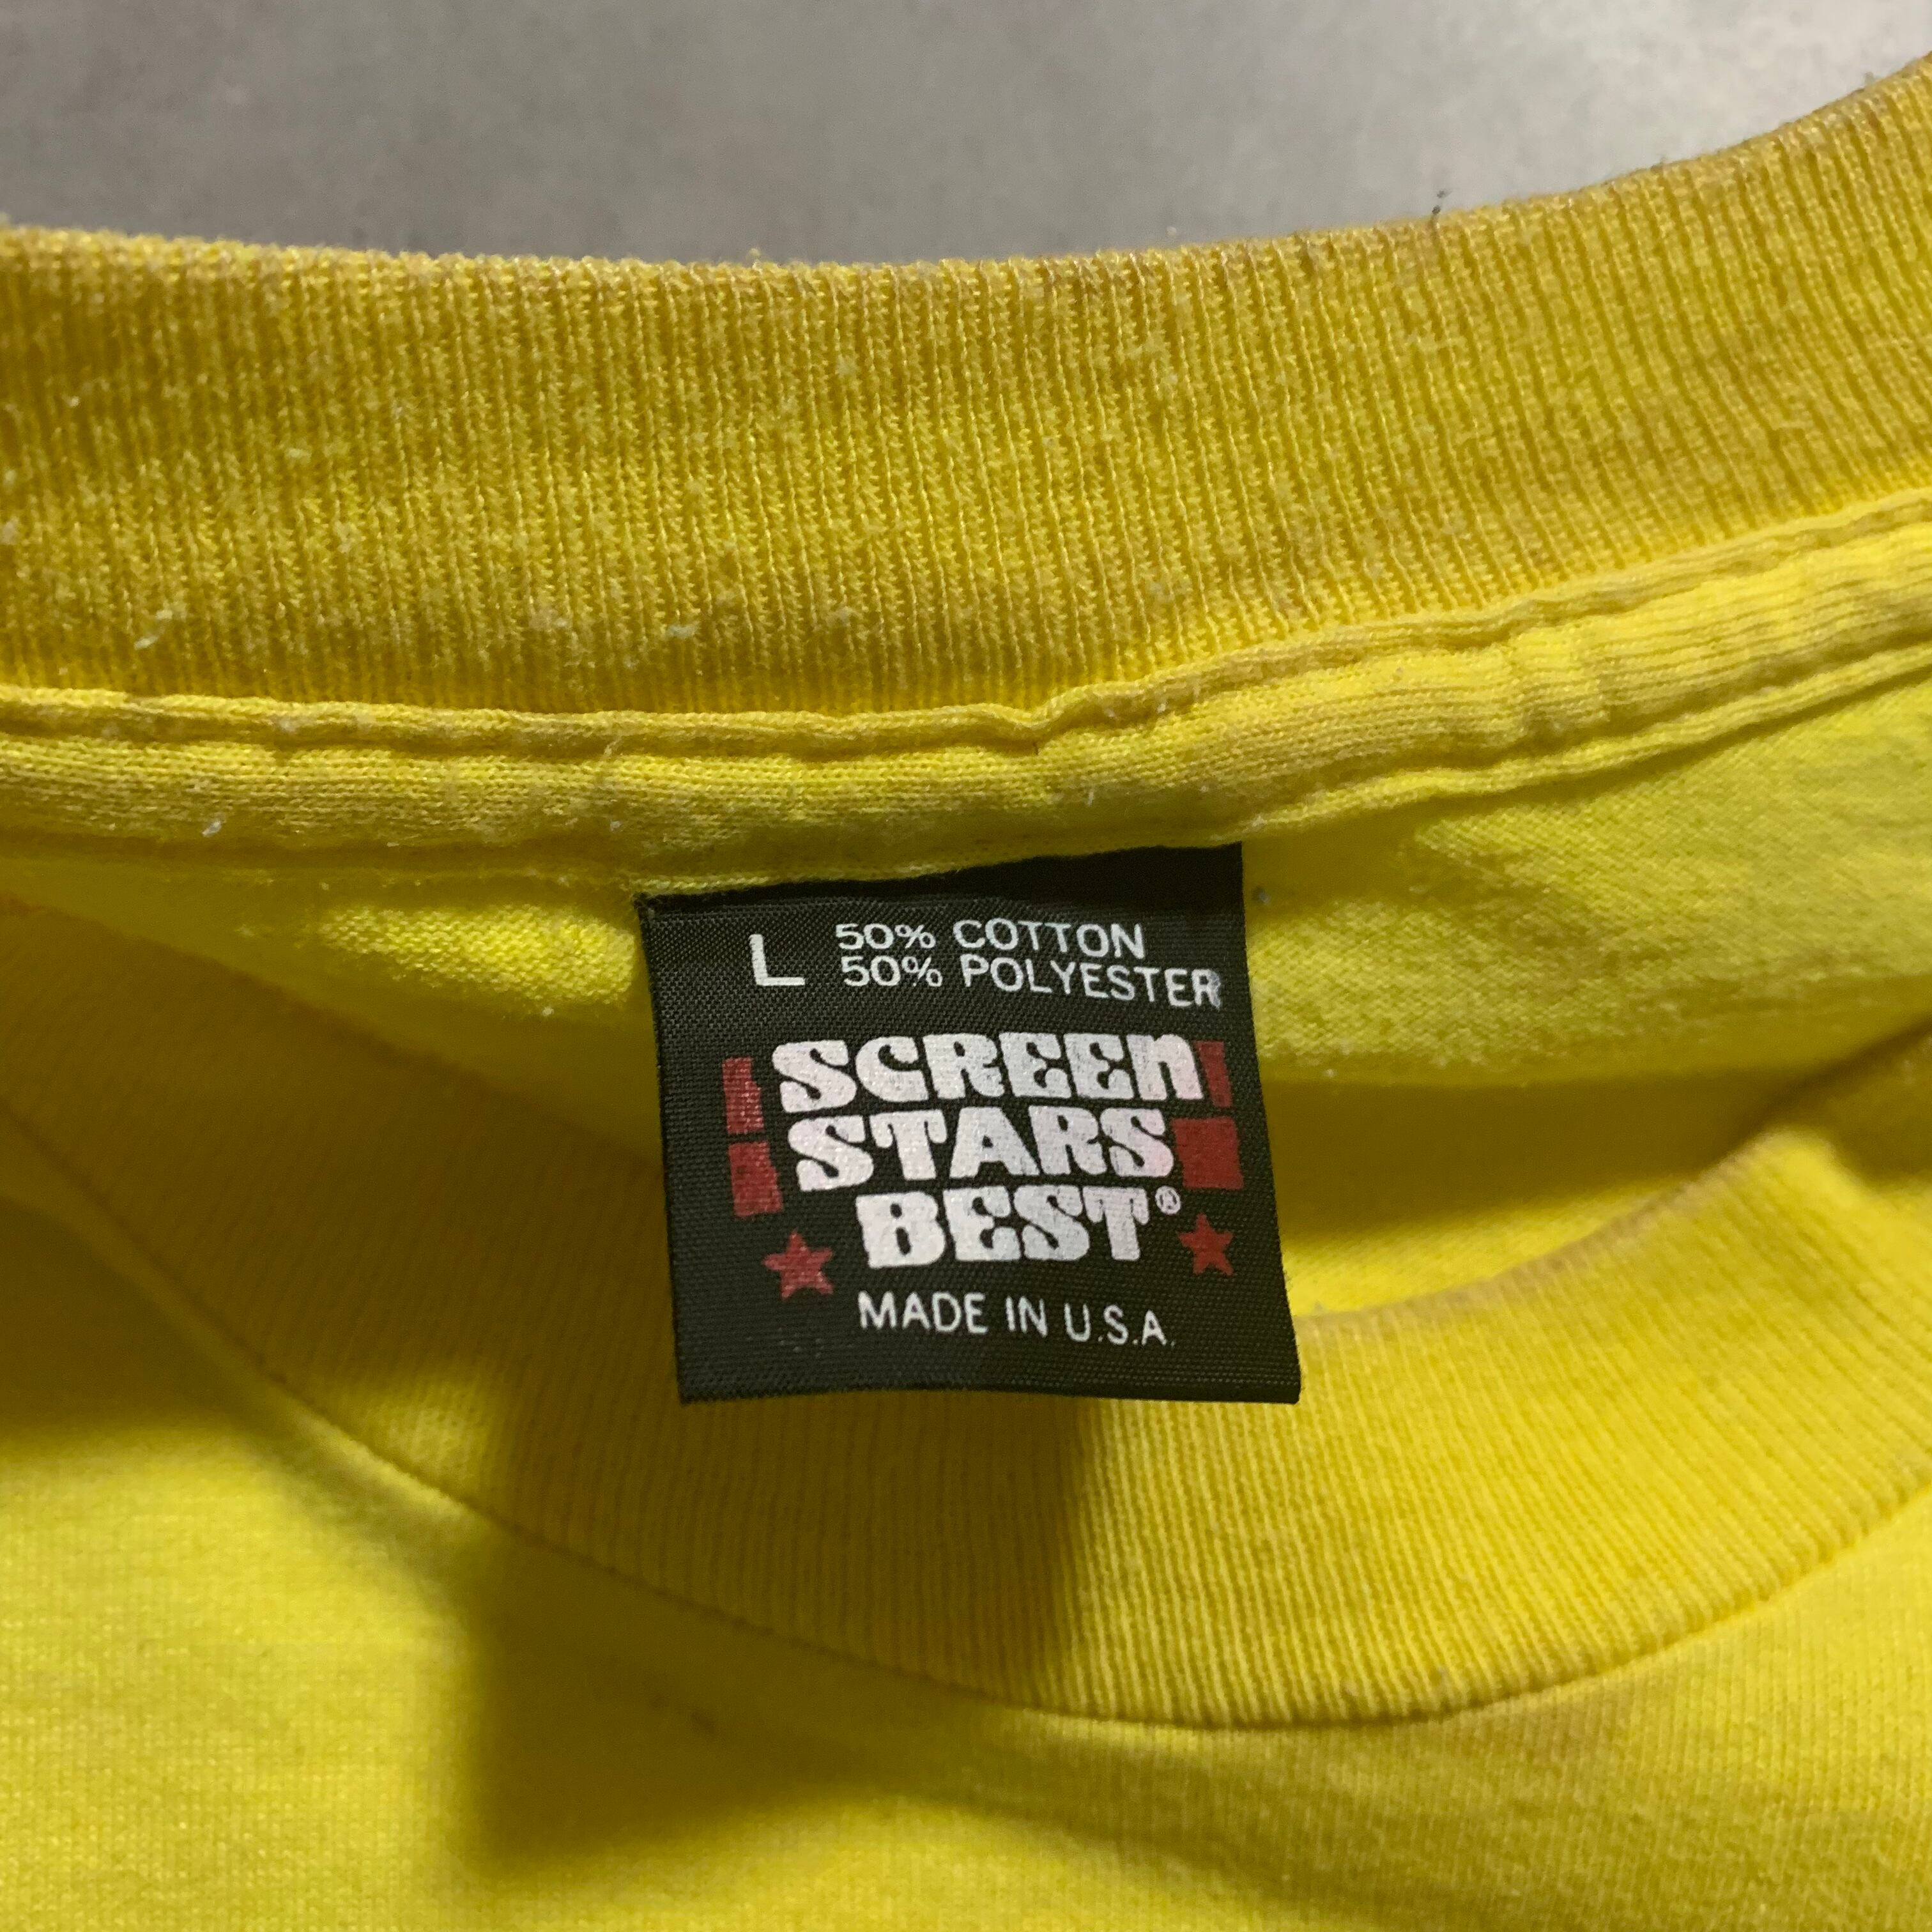 L 50% COTTON
50% POLYESTER
SCREEN
STARS
BEST®
MADE IN U.S.A.